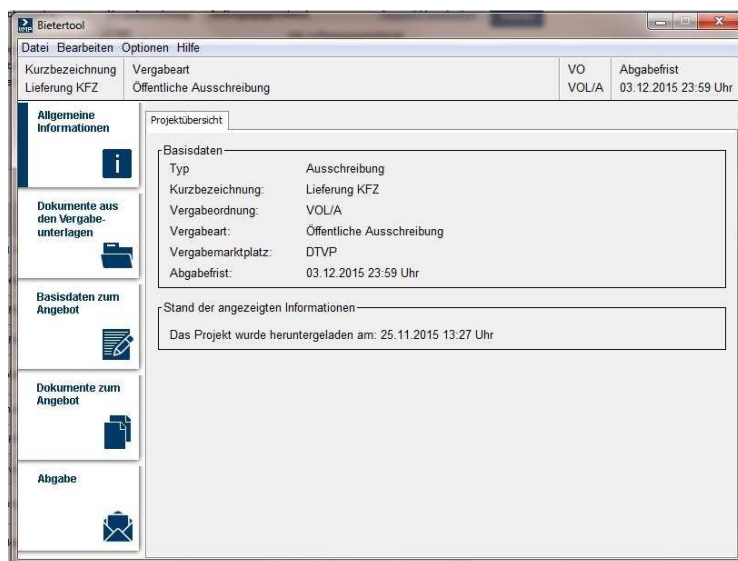 VMP Bietertool
Datei Bearbeiten Optionen Hilfe
Kurzbezeichnung Vergabeart VO Abgabefrist
Lieferung KFZ Öffentliche Ausschreibung VOL/A 03.12.2015 23:59 Uhr
Allgemeine
Informationen
i
Dokumente aus
den Vergabe-
unterlagen
Basisdaten zum
Angebot
Dokumente zum
Angebot
Abgabe
Projektübersicht
Basisdaten
Typ Ausschreibung
Kurzbezeichnung: Lieferung KFZ
Vergabeordnung: VOL/A
Vergabeart: Öffentliche Ausschreibung
Vergabemarktplatz: DTVP
Abgabefrist: 03.12.2015 23:59 Uhr
Stand der angezeigten Informationen
Das Projekt wurde heruntergeladen am: 25.11.2015 13:27 Uhr